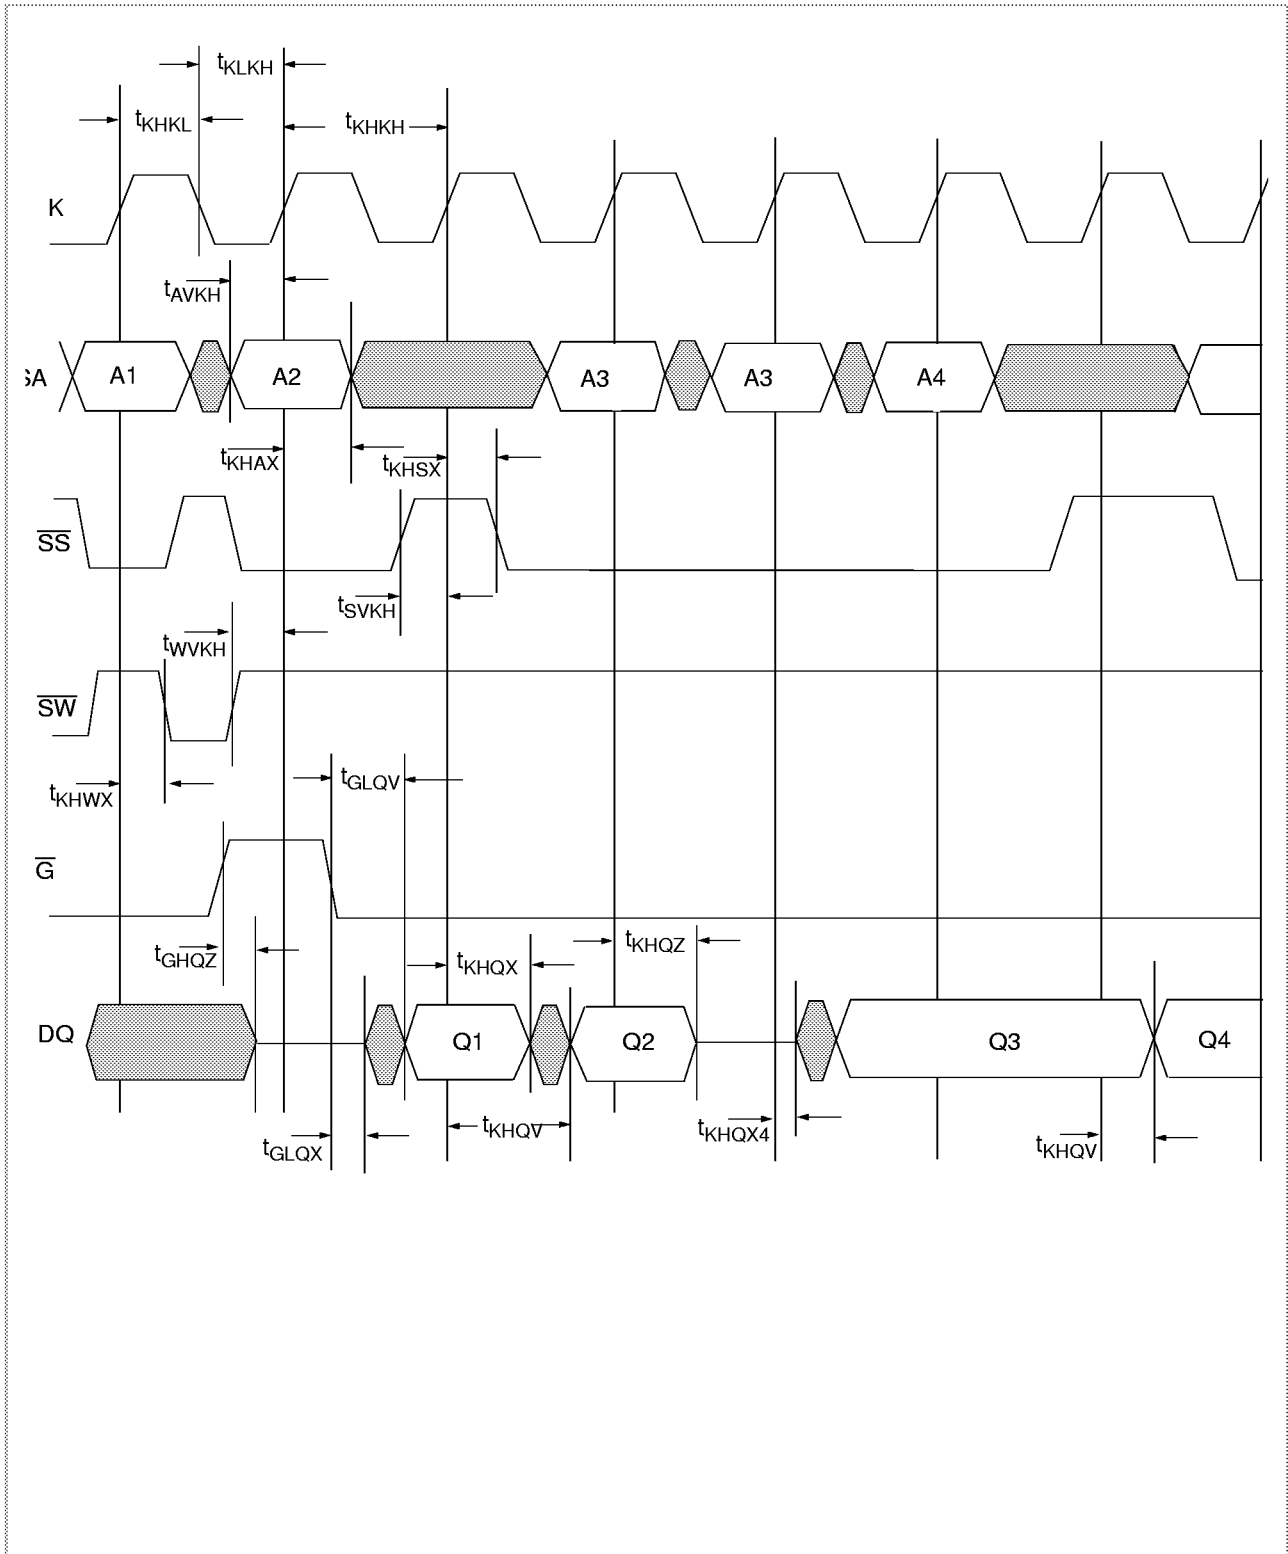 tKLKH
tKHKL
tKHKH
K
tAVKH
SA
A1
A2
A3
A3
A4
tKHAX
tKHSX
SS
tSVKH
tWVKH
SW
tKHWX
tGLQV
G
tGHQZ
tKHQX
tKHQZ
DQ
Q1
Q2
Q3
Q4
tGLQX
tKHQV
tKHQX4
tKHQV